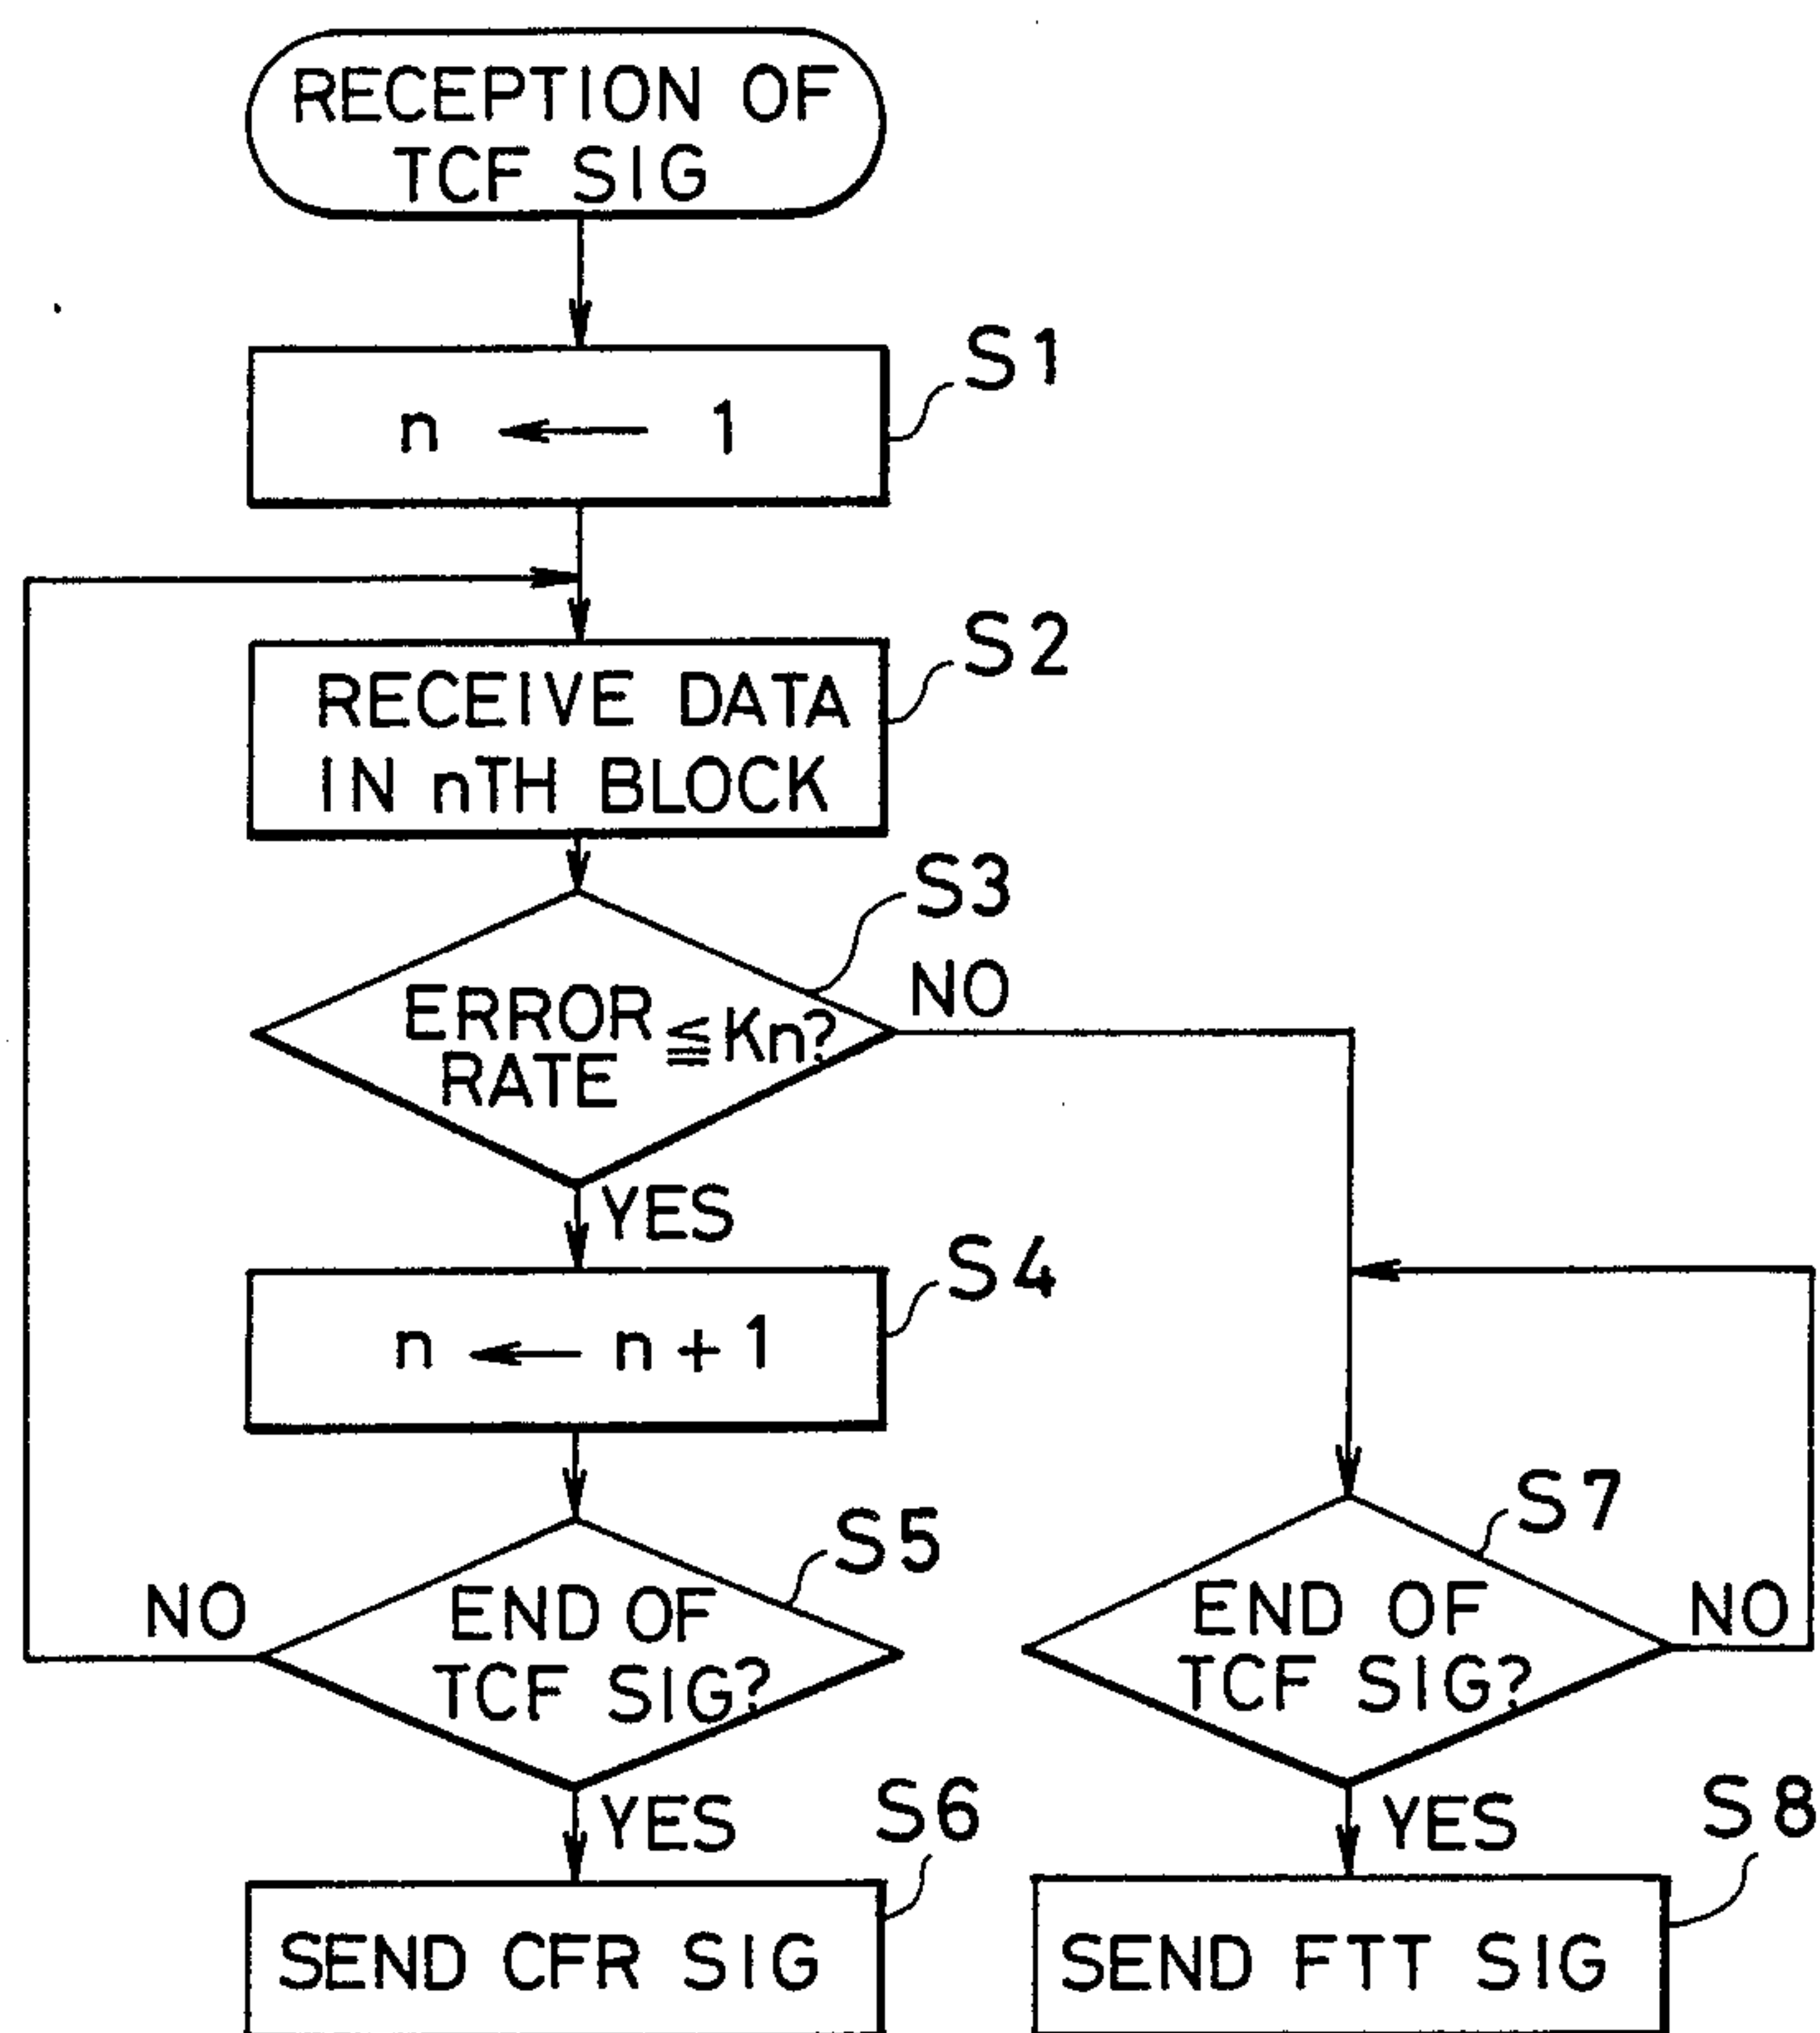 RECEPTION OF
TCF SIG
S1
n ← 1
S2
RECEIVE DATA
IN nTH BLOCK
S3
ERROR
RATE
≦ Kn?
NO
YES
S4
n ← n + 1
S5
END OF
TCF SIG?
NO
YES
S6
SEND CFR SIG
S7
END OF
TCF SIG?
NO
YES
S8
SEND FTT SIG